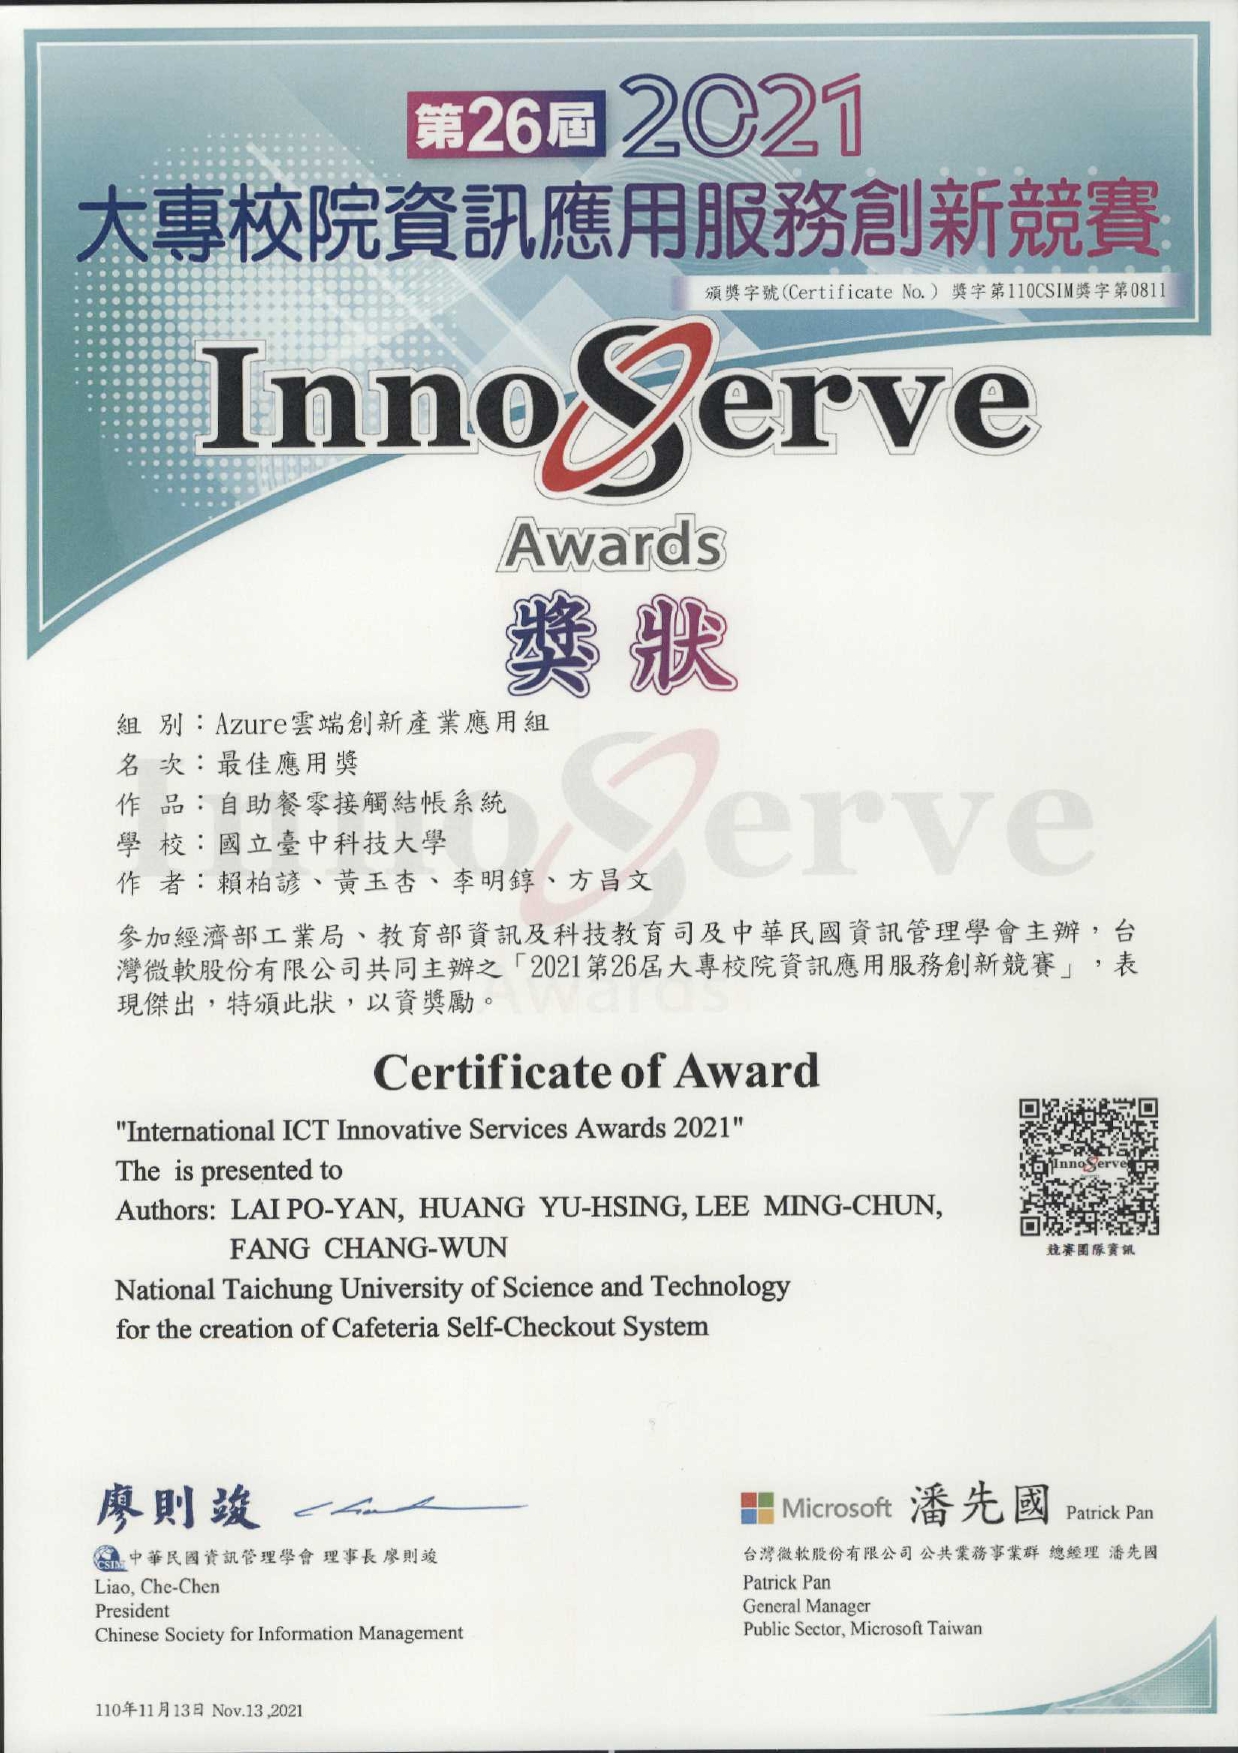 第26屆 2021
大專校院資訊應用服務創新競賽
頒獎字號(Certificate No.) 獎字第110CSIM獎字第0811
InnoServe
Awards
獎狀
組 別：Azure雲端創新產業應用組
名 次：最佳應用獎
作 品：自助餐零接觸結帳系統
學 校：國立臺中科技大學
作 者：賴柏諺、黃玉杏、李明錞、方昌文
參加經濟部工業局、教育部資訊及科技教育司及中華民國資訊管理學會主辦，台
灣微軟股份有限公司共同主辦之「2021第26屆大專校院資訊應用服務創新競賽」，表
現傑出，特頒此狀，以資獎勵。
Certificate of Award
"International ICT Innovative Services Awards 2021"
The is presented to
Authors: LAI PO-YAN, HUANG YU-HSING, LEE MING-CHUN,
FANG CHANG-WUN
National Taichung University of Science and Technology
for the creation of Cafeteria Self-Checkout System
InnoServe
競賽團隊資訊
廖則竣
CSIM 中華民國資訊管理學會 理事長 廖則竣
Liao, Che-Chen
President
Chinese Society for Information Management
Microsoft 潘先國 Patrick Pan
台灣微軟股份有限公司 公共業務事業群 總經理 潘先國
Patrick Pan
General Manager
Public Sector, Microsoft Taiwan
110年11月13日 Nov.13 ,2021